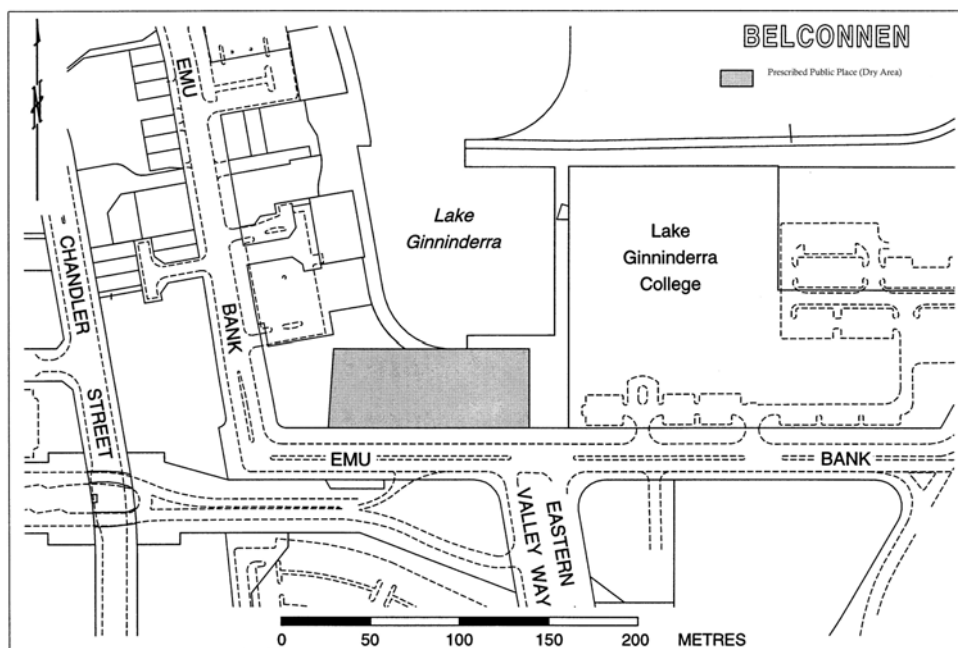 BELCONNEN
Prescribed Public Place (Dry Area)
N
EMU
BANK
CHANDLER
STREET
Lake
Ginninderra
Lake
Ginninderra
College
EMU
BANK
EASTERN
VALLEY WAY
0 50 100 150 200 METRES